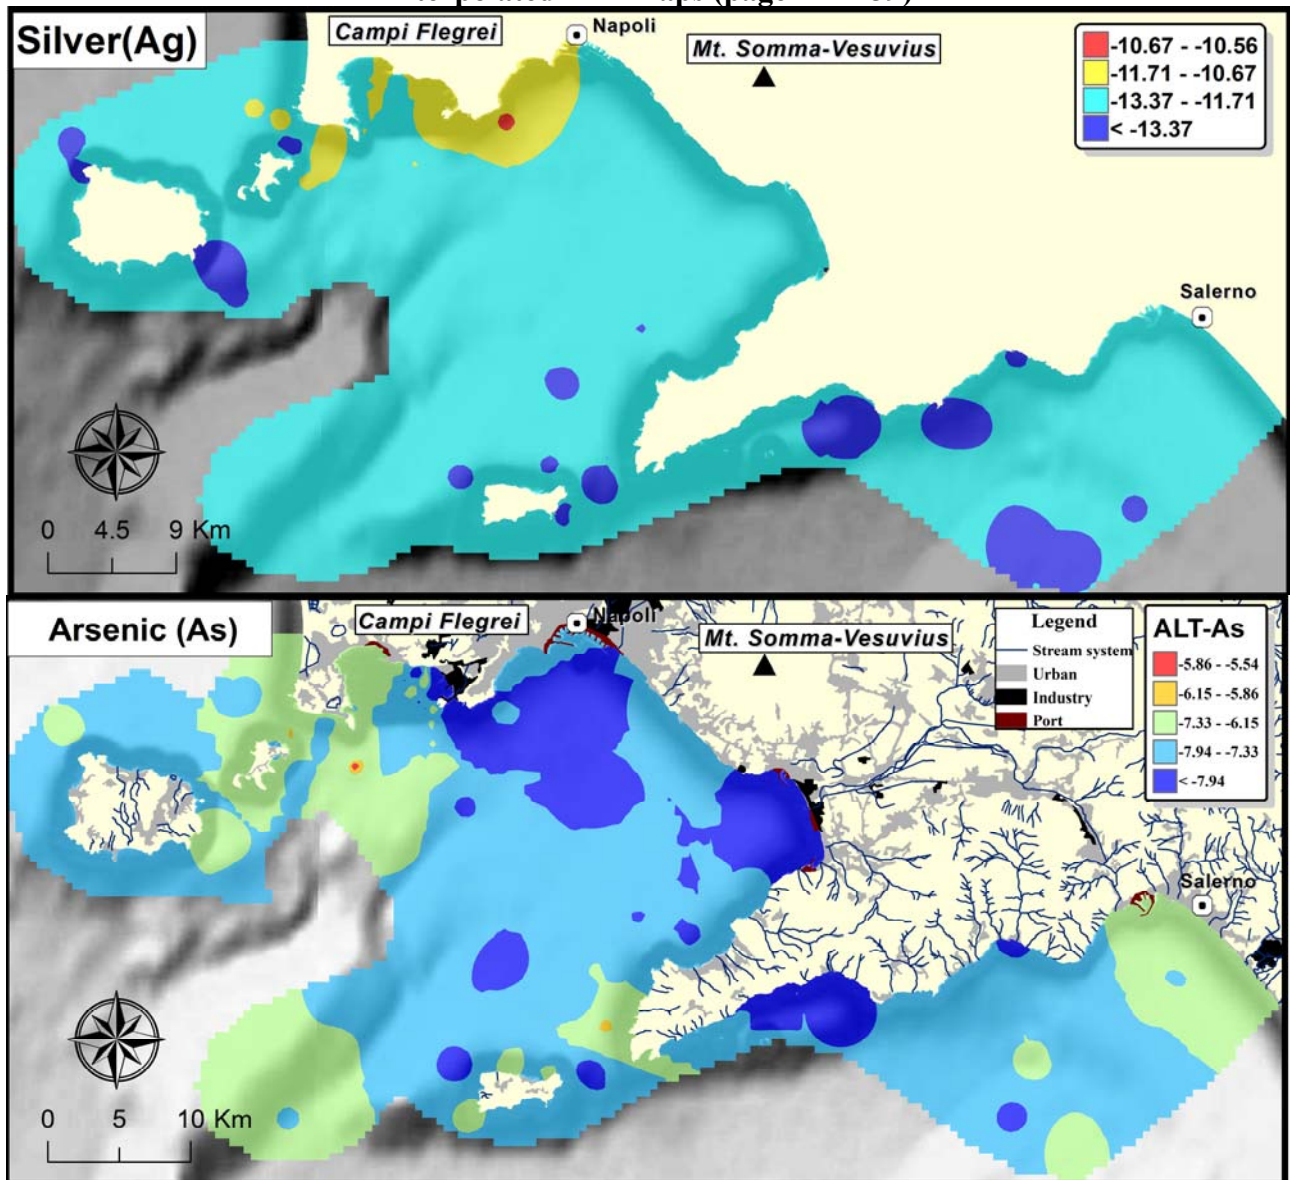 Silver(Ag)
Campi Flegrei
Napoli
Mt. Somma-Vesuvius
-10.67 - -10.56
-11.71 - -10.67
-13.37 - -11.71
< -13.37
Salerno
0 4.5 9 Km
Arsenic (As)
Campi Flegrei
Napoli
Mt. Somma-Vesuvius
Legend
Stream system
Urban
Industry
Port
ALT-As
-5.86 - -5.54
-6.15 - -5.86
-7.33 - -6.15
-7.94 - -7.33
< -7.94
Salerno
0 5 10 Km